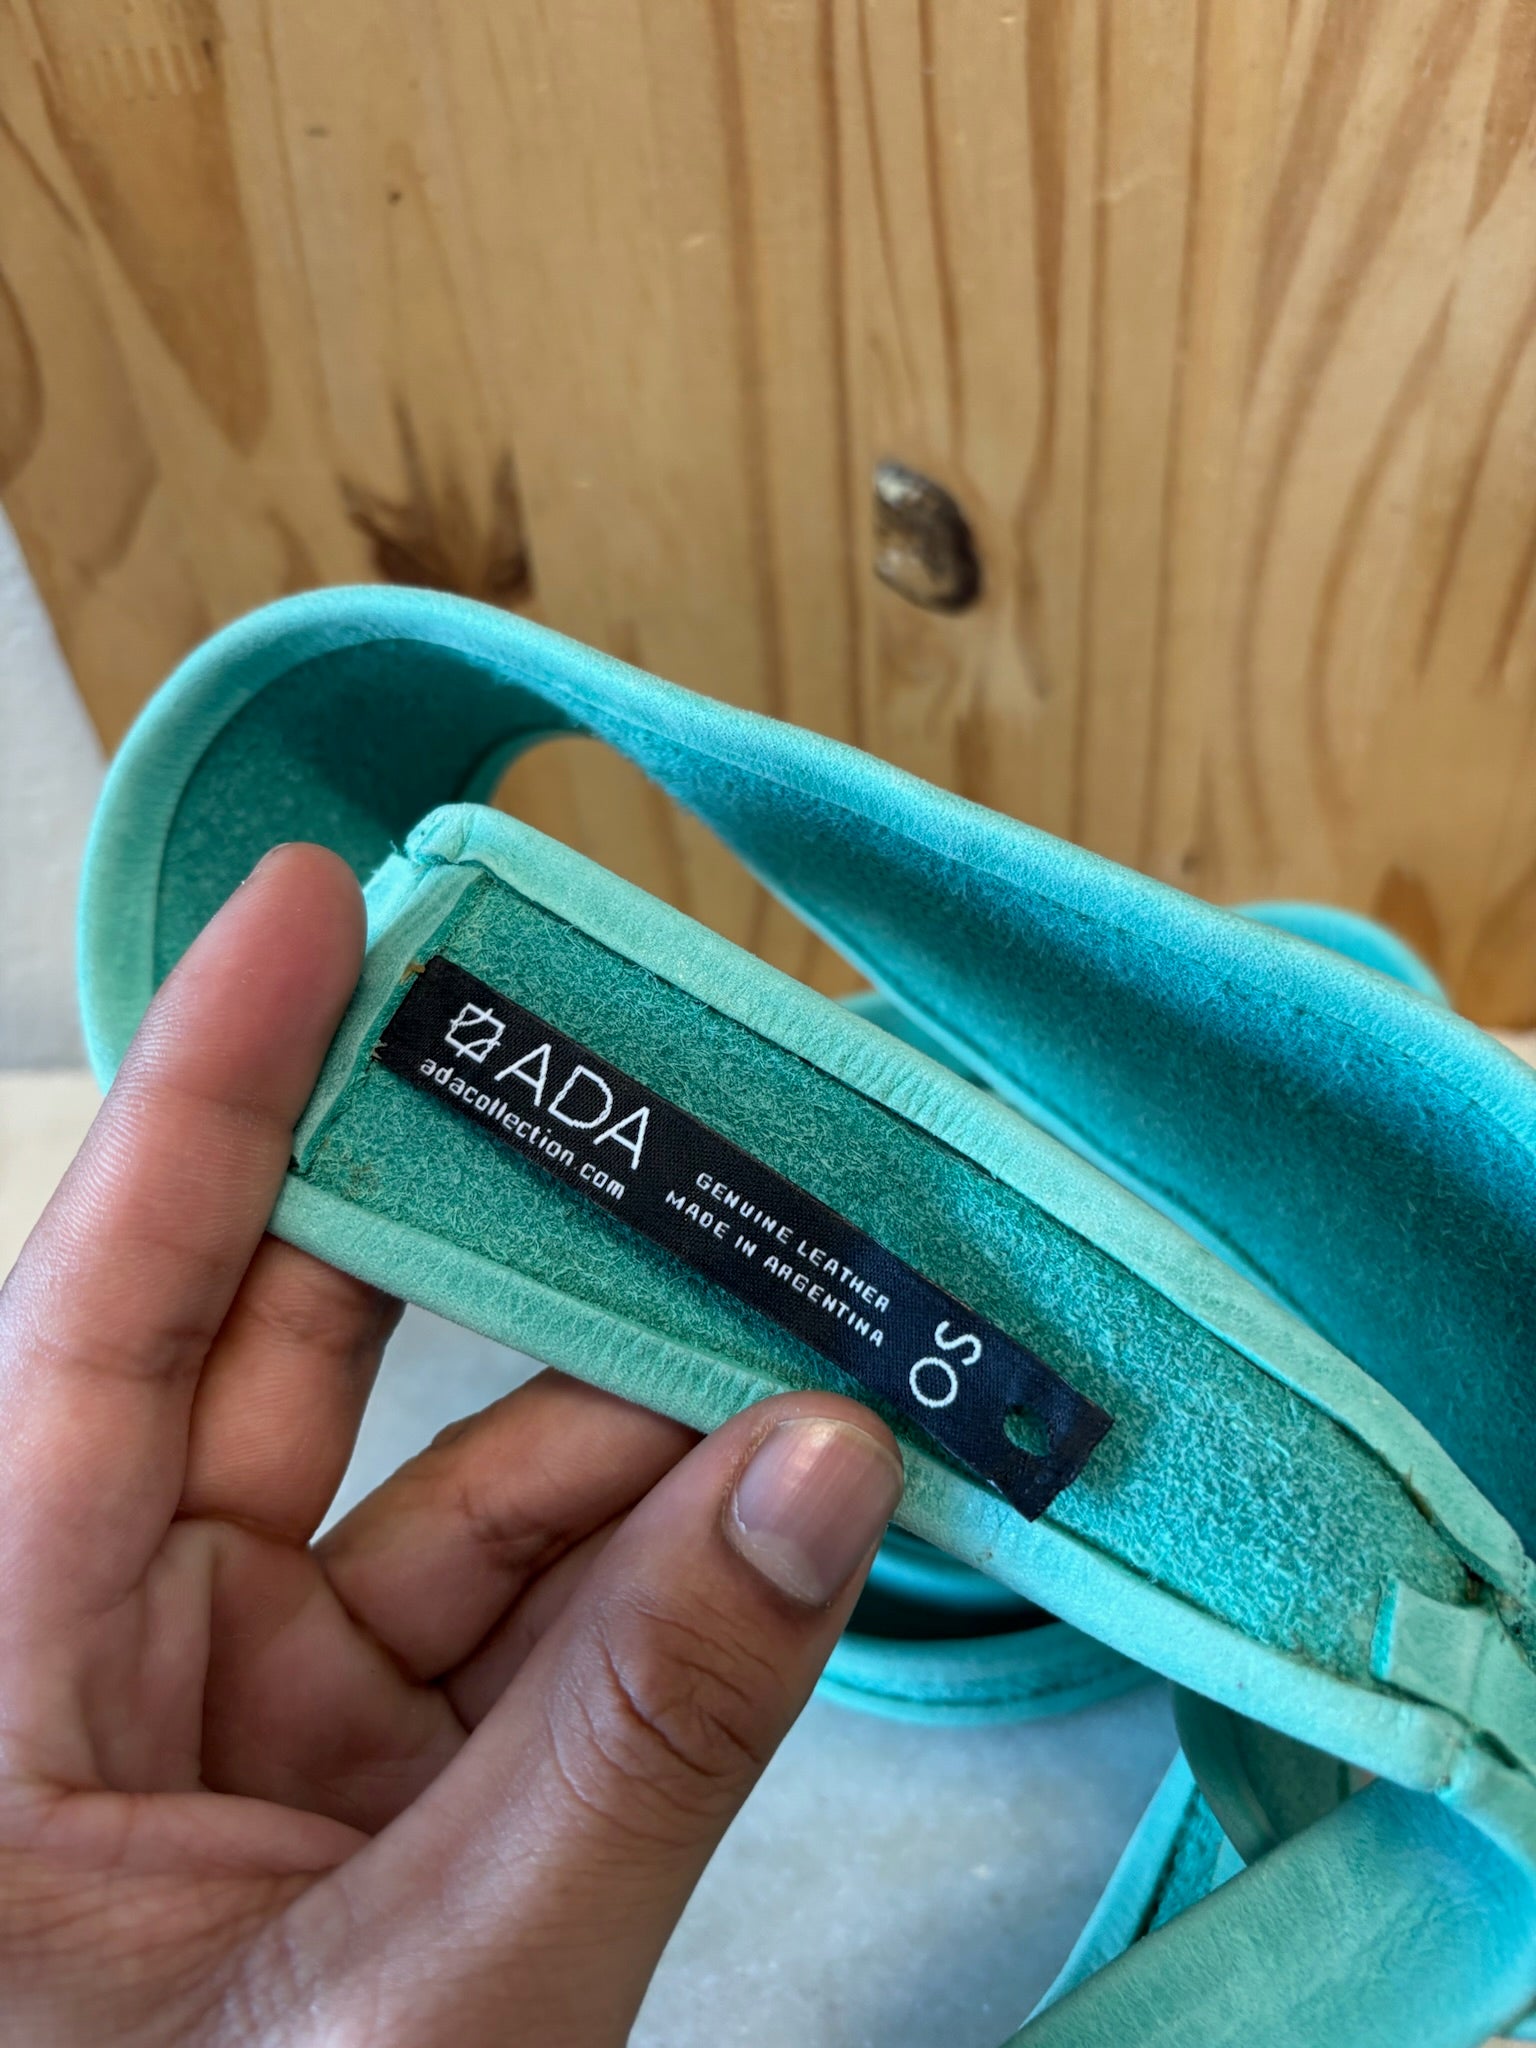 ADA
adacollection.com
GENUINE LEATHER
MADE IN ARGENTINA
OS